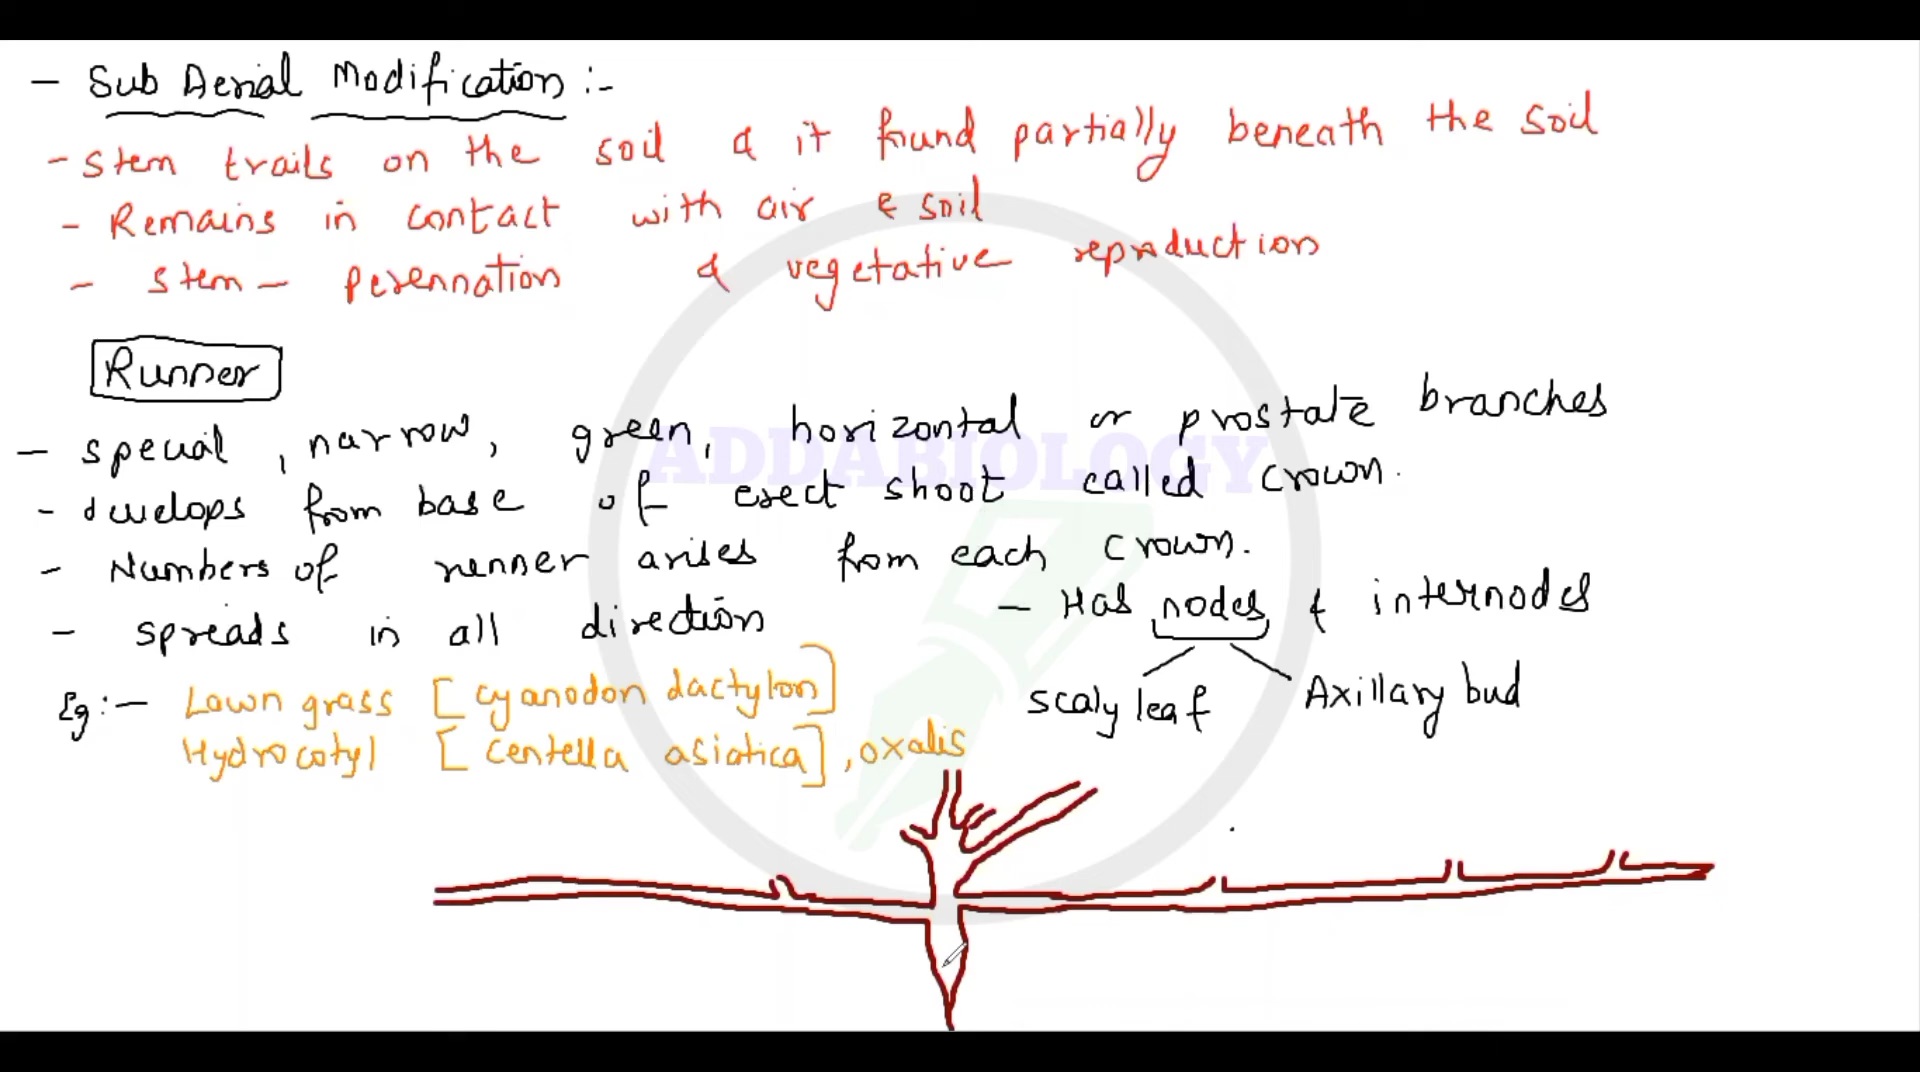 - Sub Aerial Modification :-
- Stem trails on the soil & it found partially beneath the soil
- Remains in contact with air & soil
- Stem - Perennation & vegetative reproduction
Runner
- special, narrow, green, horizontal or prostate branches
- develops from base of erect shoot called crown.
- Numbers of runner arises from each crown.
- spreads in all direction
- Has nodes & internodes
scaly leaf Axillary bud
Eg :- Lawn grass [cyanodon dactylon]
Hydrocotyl [centella asiatica], oxalis
ADDABIOLOGY